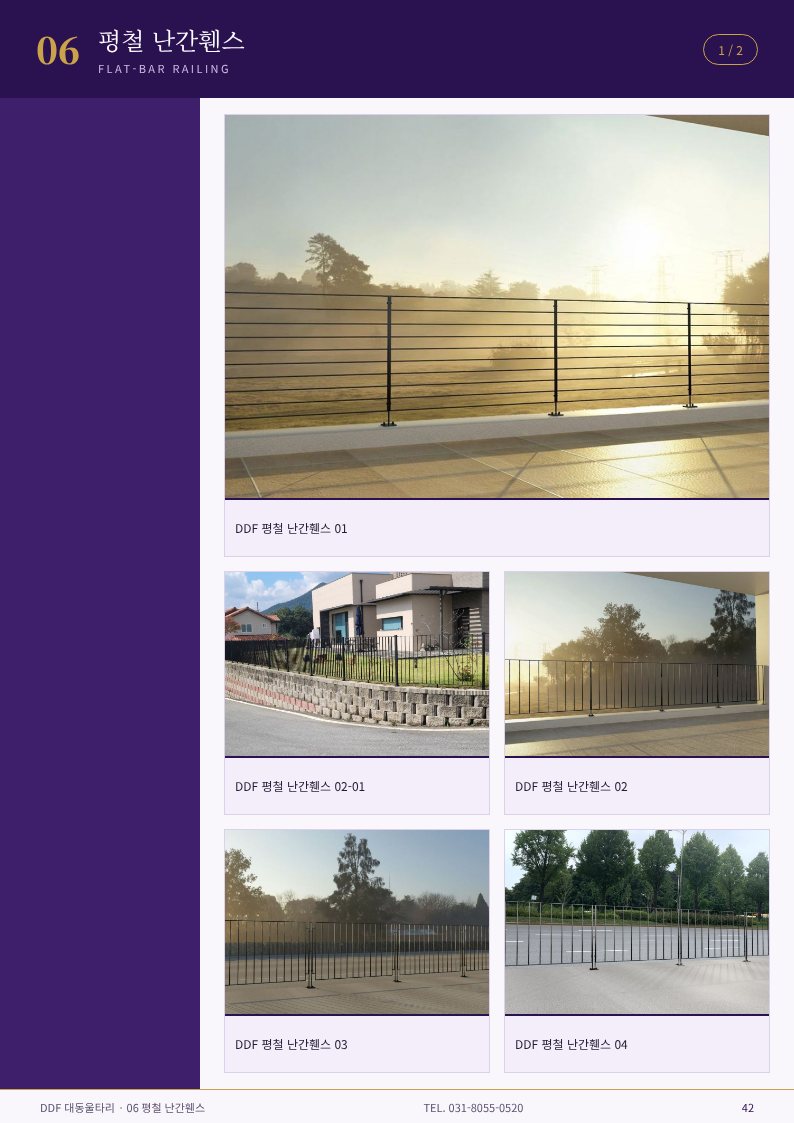 06
평철 난간휀스
FLAT-BAR RAILING
1 / 2
DDF 평철 난간휀스 01
DDF 평철 난간휀스 02-01
DDF 평철 난간휀스 02
DDF 평철 난간휀스 03
DDF 평철 난간휀스 04
DDF 대동울타리 · 06 평철 난간휀스
TEL. 031-8055-0520
42